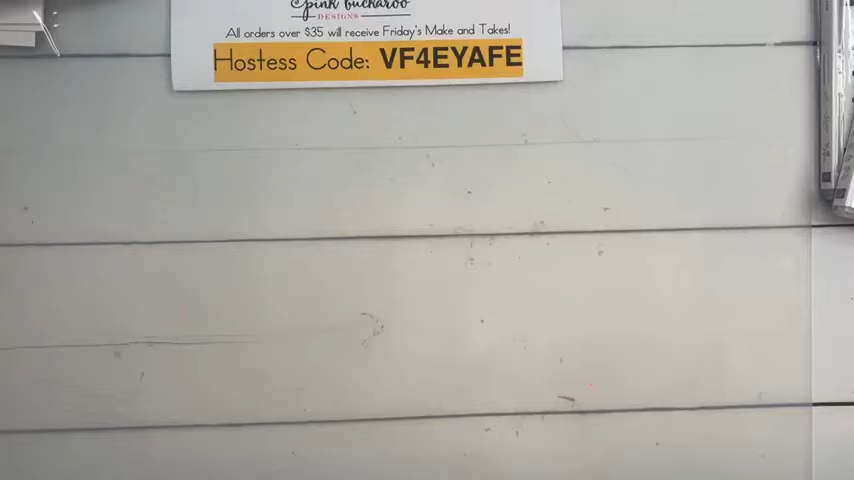 pink buckaroo
DESIGNS
All orders over $35 will receive Friday's Make and Takes!
Hostess Code: VF4EYAFE